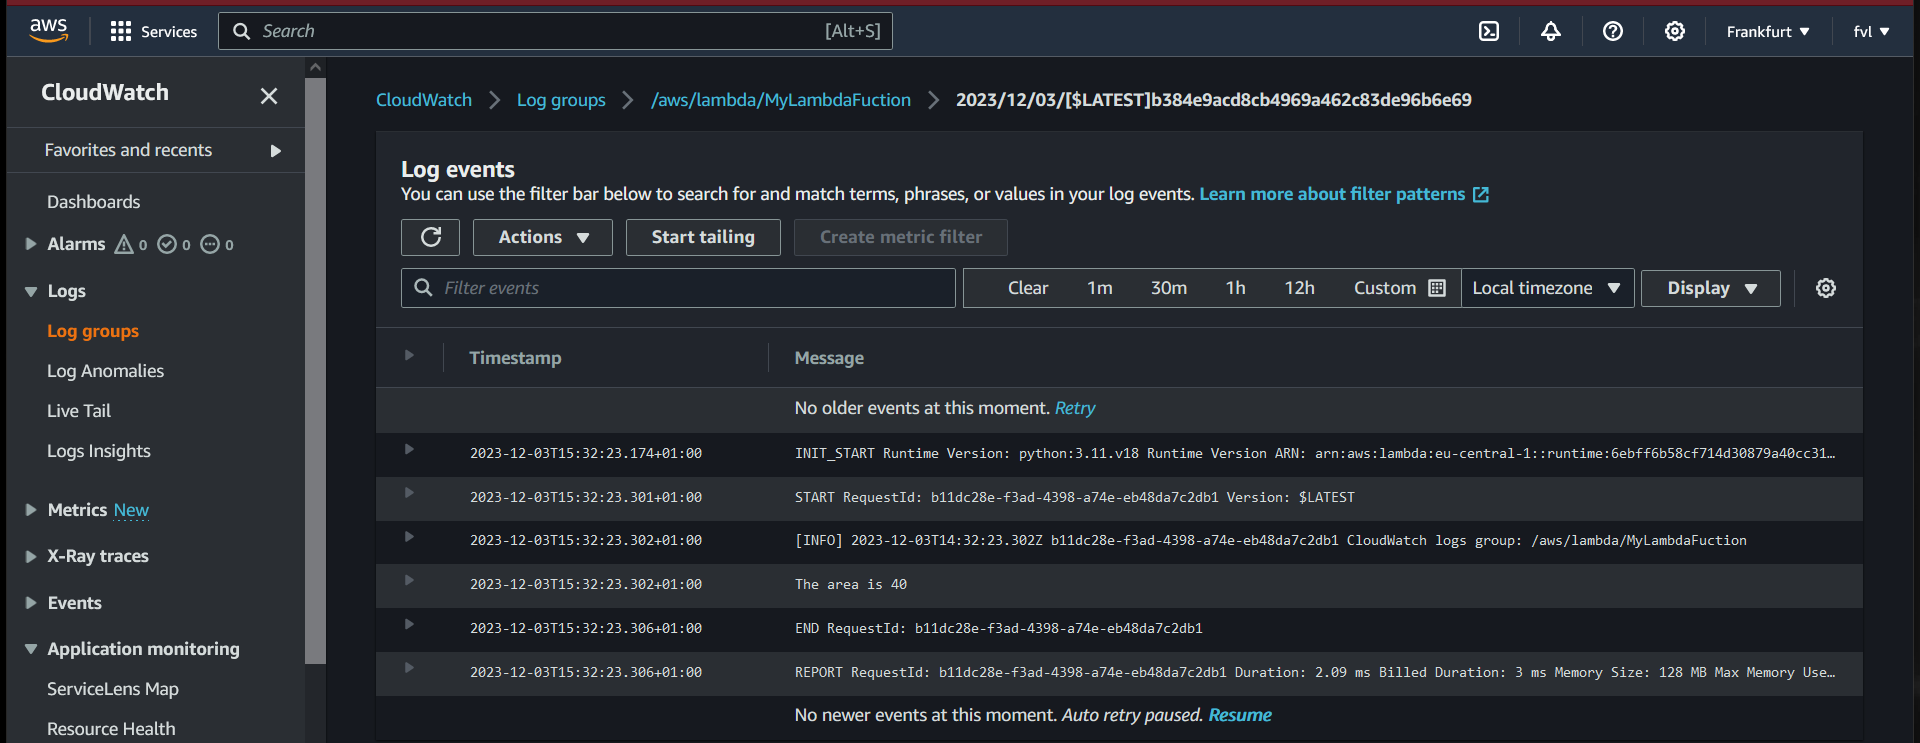 aws Services Search [Alt+S] Frankfurt fvl
CloudWatch
Favorites and recents
Dashboards
Alarms 0 0 0
Logs
Log groups
Log Anomalies
Live Tail
Logs Insights
Metrics New
X-Ray traces
Events
Application monitoring
ServiceLens Map
Resource Health
CloudWatch Log groups /aws/lambda/MyLambdaFuction 2023/12/03/[$LATEST]b384e9acd8cb4969a462c83de96b6e69
Log events
You can use the filter bar below to search for and match terms, phrases, or values in your log events. Learn more about filter patterns
Actions Start tailing Create metric filter
Filter events Clear 1m 30m 1h 12h Custom Local timezone Display
Timestamp Message
No older events at this moment. Retry
2023-12-03T15:32:23.174+01:00 INIT_START Runtime Version: python:3.11.v18 Runtime Version ARN: arn:aws:lambda:eu-central-1::runtime:6ebff6b58cf714d30879a40cc31…
2023-12-03T15:32:23.301+01:00 START RequestId: b11dc28e-f3ad-4398-a74e-eb48da7c2db1 Version: $LATEST
2023-12-03T15:32:23.302+01:00 [INFO] 2023-12-03T14:32:23.302Z b11dc28e-f3ad-4398-a74e-eb48da7c2db1 CloudWatch logs group: /aws/lambda/MyLambdaFuction
2023-12-03T15:32:23.302+01:00 The area is 40
2023-12-03T15:32:23.306+01:00 END RequestId: b11dc28e-f3ad-4398-a74e-eb48da7c2db1
2023-12-03T15:32:23.306+01:00 REPORT RequestId: b11dc28e-f3ad-4398-a74e-eb48da7c2db1 Duration: 2.09 ms Billed Duration: 3 ms Memory Size: 128 MB Max Memory Use…
No newer events at this moment. Auto retry paused. Resume